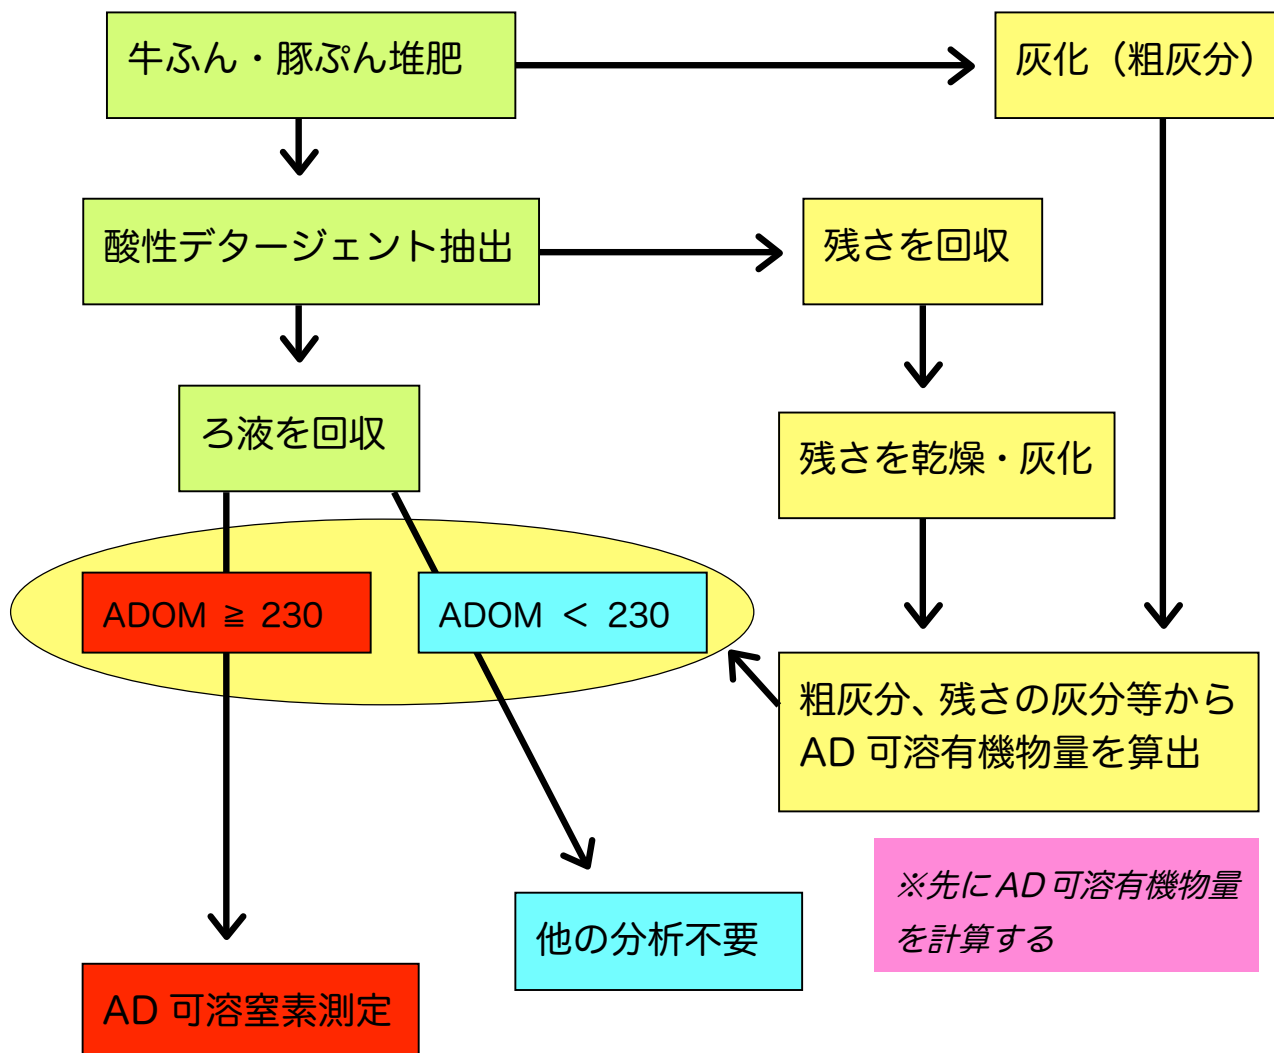 牛ふん・豚ぷん堆肥
灰化（粗灰分）
酸性デタージェント抽出
残さを回収
ろ液を回収
残さを乾燥・灰化
ADOM ≧ 230
ADOM ＜ 230
粗灰分、残さの灰分等から
AD 可溶有機物量を算出
※先に AD 可溶有機物量
を計算する
他の分析不要
AD 可溶窒素測定